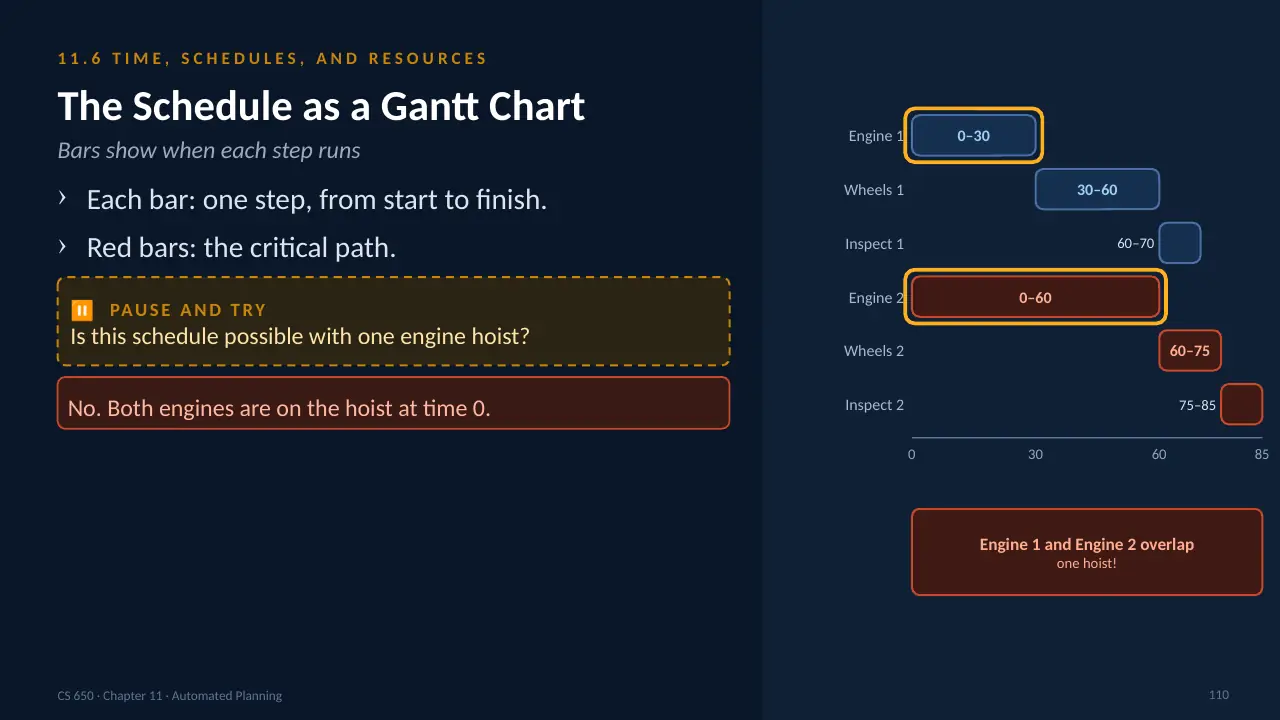 11.6 TIME, SCHEDULES, AND RESOURCES
The Schedule as a Gantt Chart
Bars show when each step runs
› Each bar: one step, from start to finish.
› Red bars: the critical path.
⏸ PAUSE AND TRY
Is this schedule possible with one engine hoist?
No. Both engines are on the hoist at time 0.
Engine 1 0–30
Wheels 1 30–60
Inspect 1 60–70
Engine 2 0–60
Wheels 2 60–75
Inspect 2 75–85
0 30 60 85
Engine 1 and Engine 2 overlap
one hoist!
CS 650 · Chapter 11 · Automated Planning
110